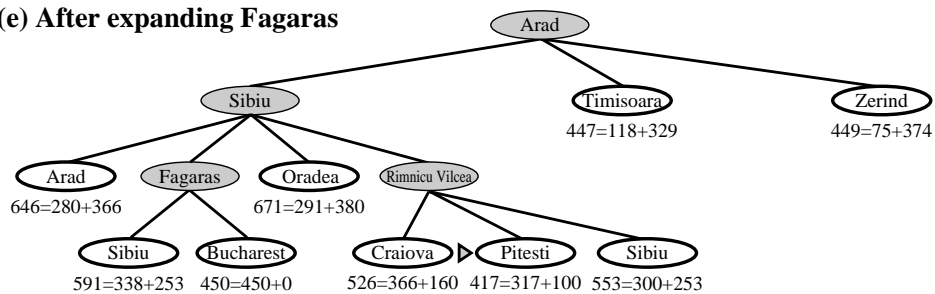 (e) After expanding Fagaras
Arad
Sibiu Timisoara Zerind
447=118+329 449=75+374
Arad Fagaras Oradea Rimnicu Vilcea
646=280+366 671=291+380
Sibiu Bucharest Craiova Pitesti Sibiu
591=338+253 450=450+0 526=366+160 417=317+100 553=300+253